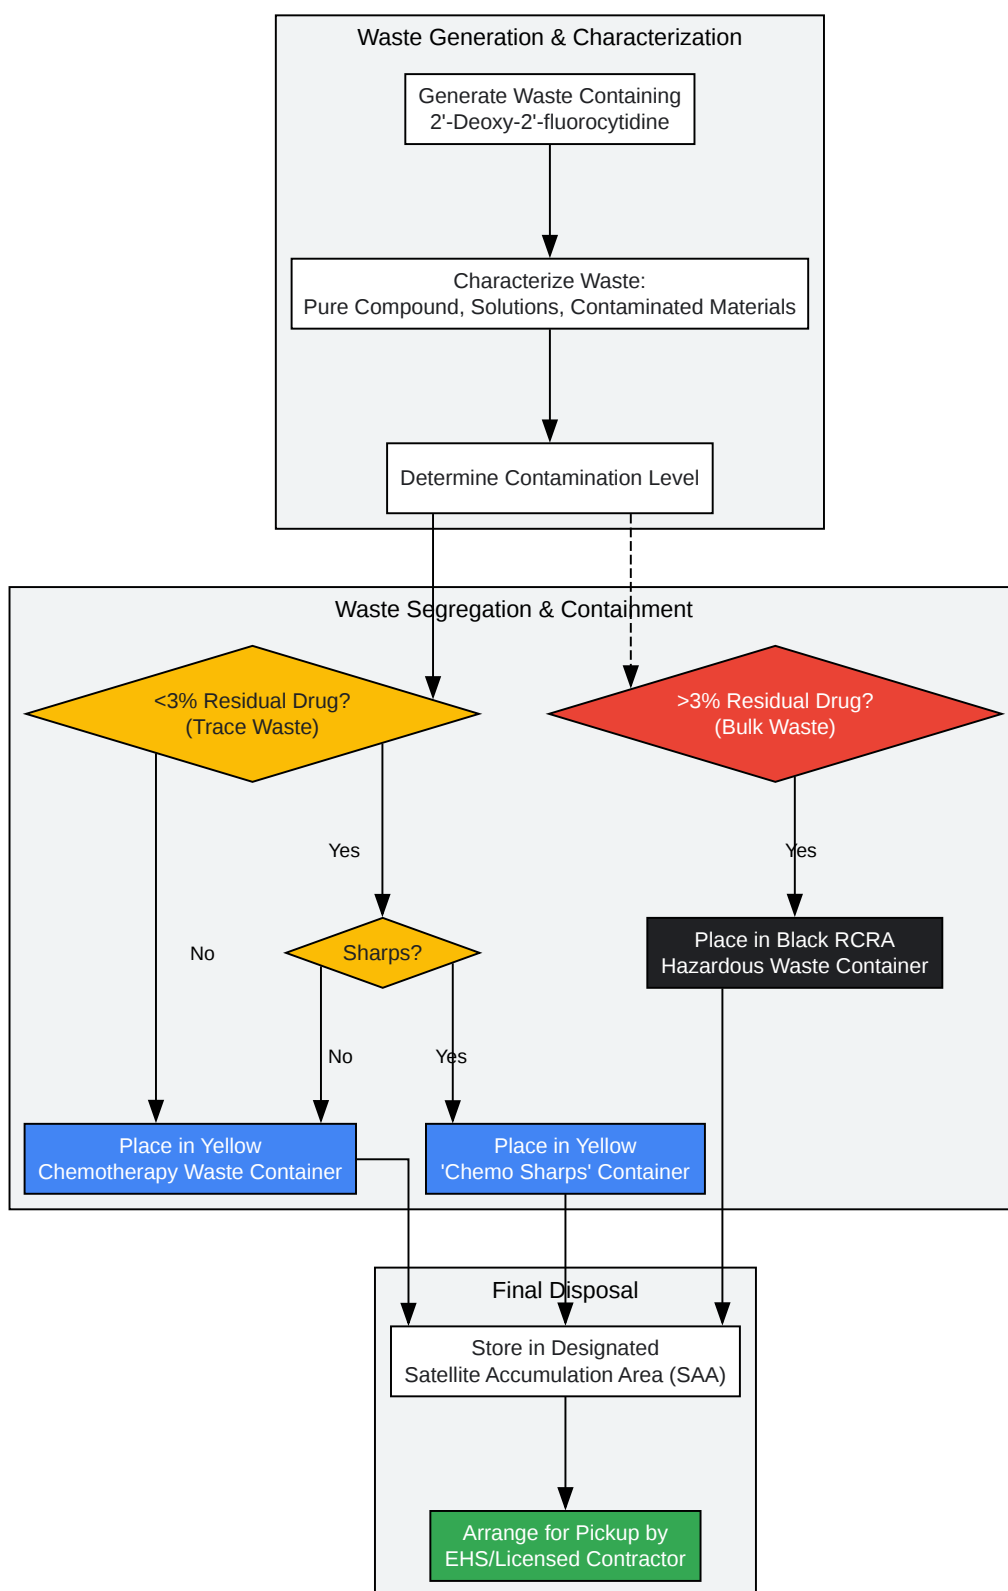 Waste Generation & Characterization
Generate Waste Containing
2'-Deoxy-2'-fluorocytidine
Characterize Waste:
Pure Compound, Solutions, Contaminated Materials
Determine Contamination Level
Waste Segregation & Containment
<3% Residual Drug?
(Trace Waste)
>3% Residual Drug?
(Bulk Waste)
Yes
Yes
No
Sharps?
Place in Black RCRA
Hazardous Waste Container
No
Yes
Place in Yellow
Chemotherapy Waste Container
Place in Yellow
'Chemo Sharps' Container
Final Disposal
Store in Designated
Satellite Accumulation Area (SAA)
Arrange for Pickup by
EHS/Licensed Contractor